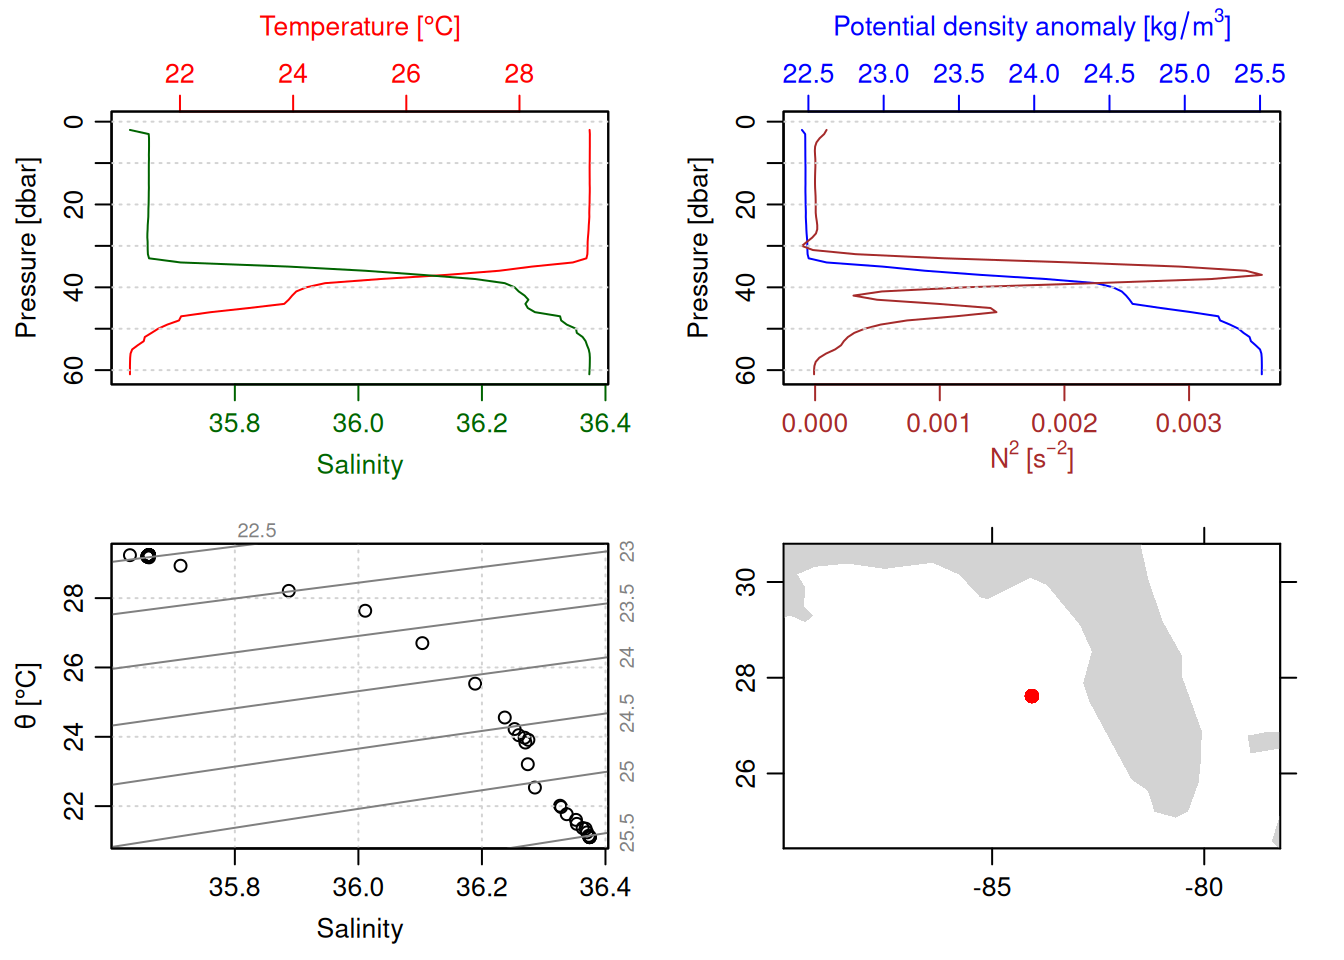 Temperature [°C]
22 24 26 28
Pressure [dbar]
0
20
40
60
35.8 36.0 36.2 36.4
Salinity
Potential density anomaly [kg/m³]
22.5 23.0 23.5 24.0 24.5 25.0 25.5
Pressure [dbar]
0
20
40
60
0.000 0.001 0.002 0.003
N² [s⁻²]
22.5
23
23.5
24
24.5
25
25.5
θ [°C]
28
26
24
22
35.8 36.0 36.2 36.4
Salinity
30
28
26
-85 -80